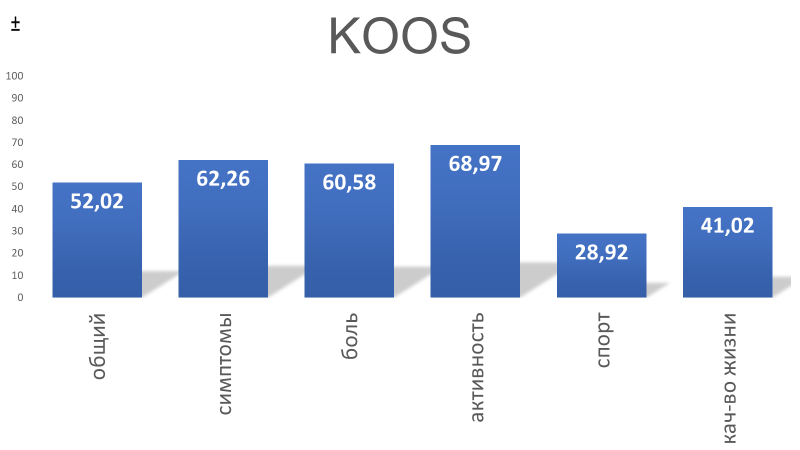 ±
KOOS
100
90
80
70
60
50
40
30
20
10
0
52,02
62,26
60,58
68,97
28,92
41,02
общий
симптомы
боль
активность
спорт
кач-во жизни